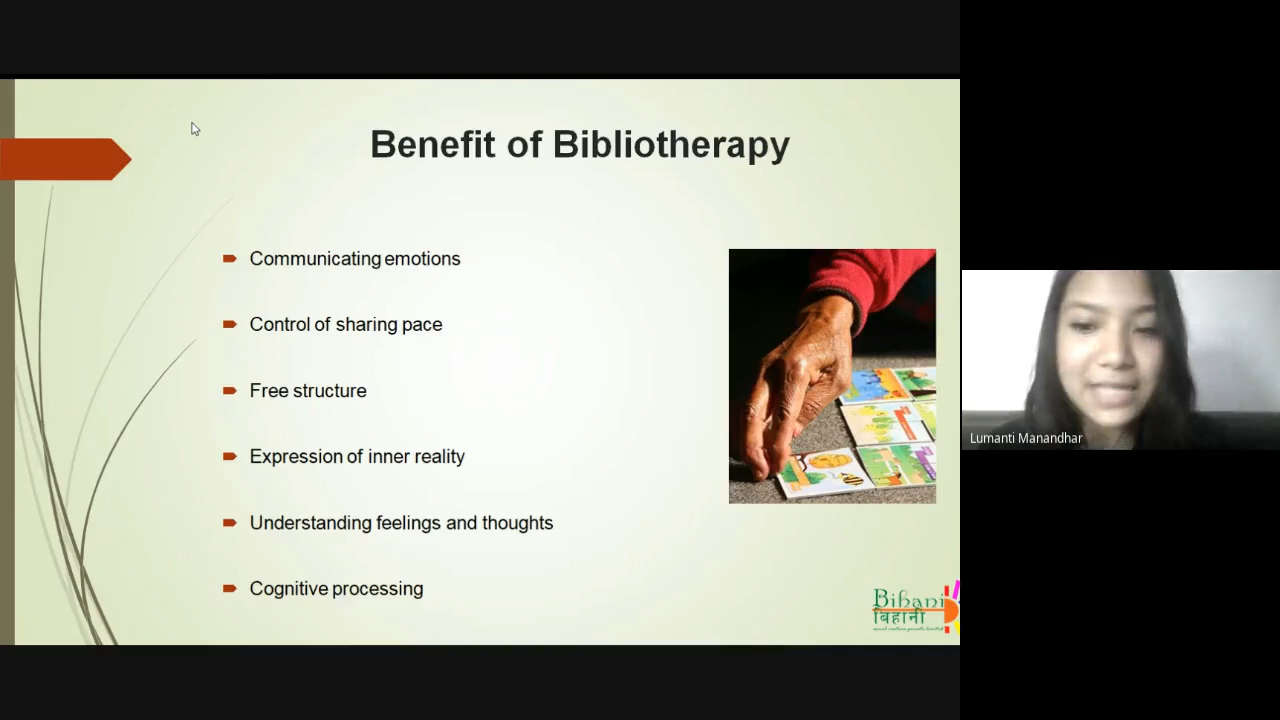 Benefit of Bibliotherapy
Communicating emotions
Control of sharing pace
Free structure
Expression of inner reality
Understanding feelings and thoughts
Cognitive processing
Bihani
बिहानी
Lumanti Manandhar